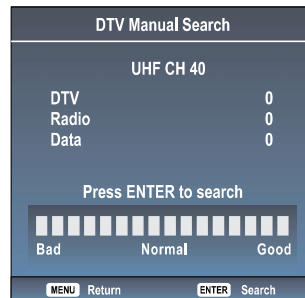 DTV Manual Search
UHF CH 40
DTV 0
Radio 0
Data 0
Press ENTER to search
Bad Normal Good
MENU Return ENTER Search